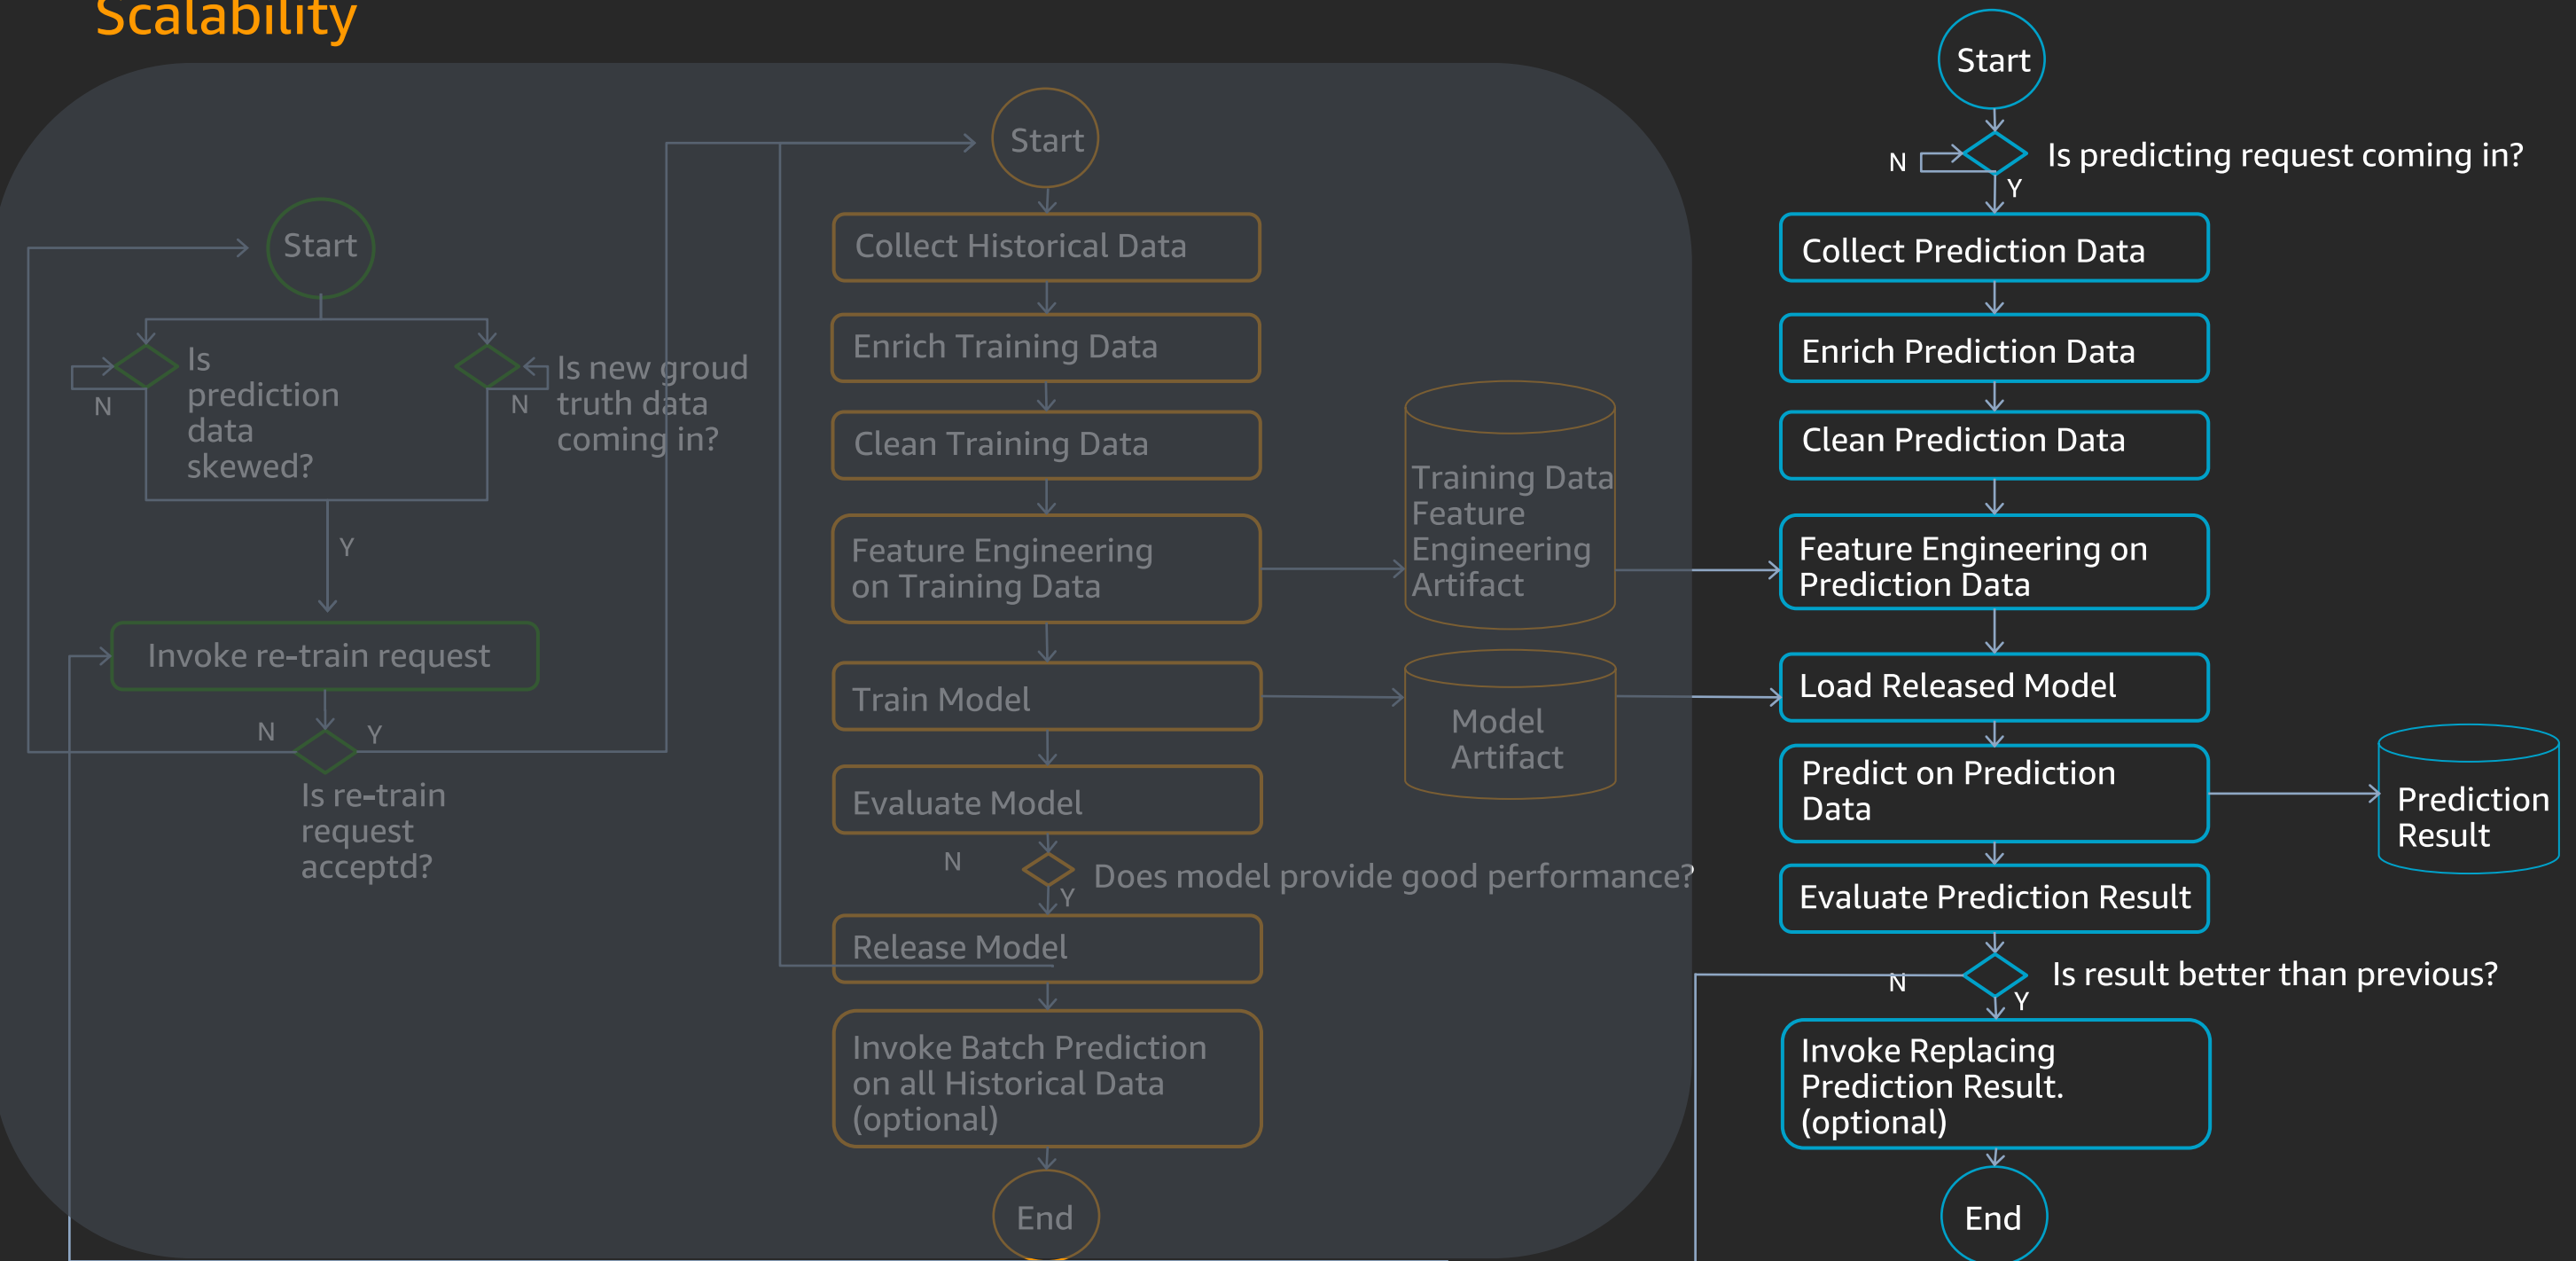 Scalability
Start
Is
prediction
data
skewed?
N
Is new groud
truth data
coming in?
N
Y
Invoke re-train request
N
Y
Is re-train
request
acceptd?
Start
Collect Historical Data
Enrich Training Data
Clean Training Data
Feature Engineering
on Training Data
Train Model
Evaluate Model
N
Does model provide good performance?
Y
Release Model
Invoke Batch Prediction
on all Historical Data
(optional)
End
Training Data
Feature
Engineering
Artifact
Model
Artifact
Start
N
Is predicting request coming in?
Y
Collect Prediction Data
Enrich Prediction Data
Clean Prediction Data
Feature Engineering on
Prediction Data
Load Released Model
Predict on Prediction
Data
Prediction
Result
Evaluate Prediction Result
N
Is result better than previous?
Y
Invoke Replacing
Prediction Result.
(optional)
End